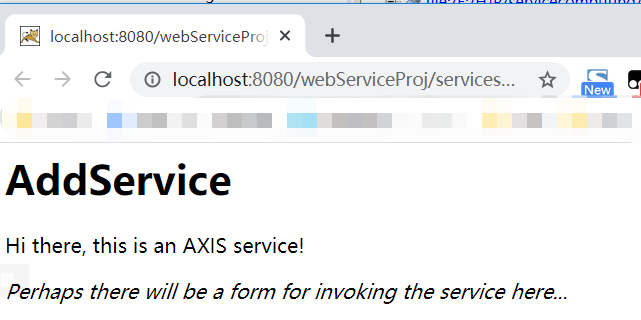 localhost:8080/webServiceProj
localhost:8080/webServiceProj/services...
New
AddService
Hi there, this is an AXIS service!
Perhaps there will be a form for invoking the service here...